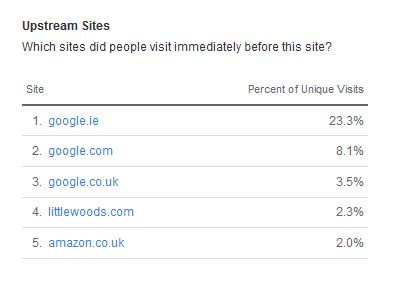 Upstream Sites
Which sites did people visit immediately before this site?
Site Percent of Unique Visits
1. google.ie 23.3%
2. google.com 8.1%
3. google.co.uk 3.5%
4. littlewoods.com 2.3%
5. amazon.co.uk 2.0%